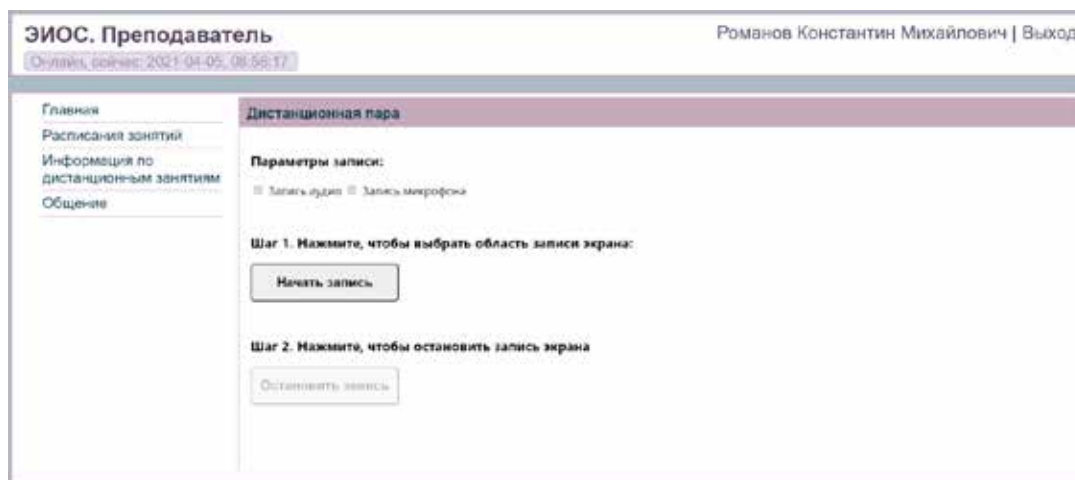 ЭИОС. Преподаватель
Романов Константин Михайлович | Выход
Онлайн, сейчас: 2021-04-05, 08:56:17
Главная
Расписания занятий
Информация по
дистанционным занятиям
Общение
Дистанционная пара
Параметры записи:
Запись аудио Запись микрофона
Шаг 1. Нажмите, чтобы выбрать область записи экрана:
Начать запись
Шаг 2. Нажмите, чтобы остановить запись экрана
Остановить запись